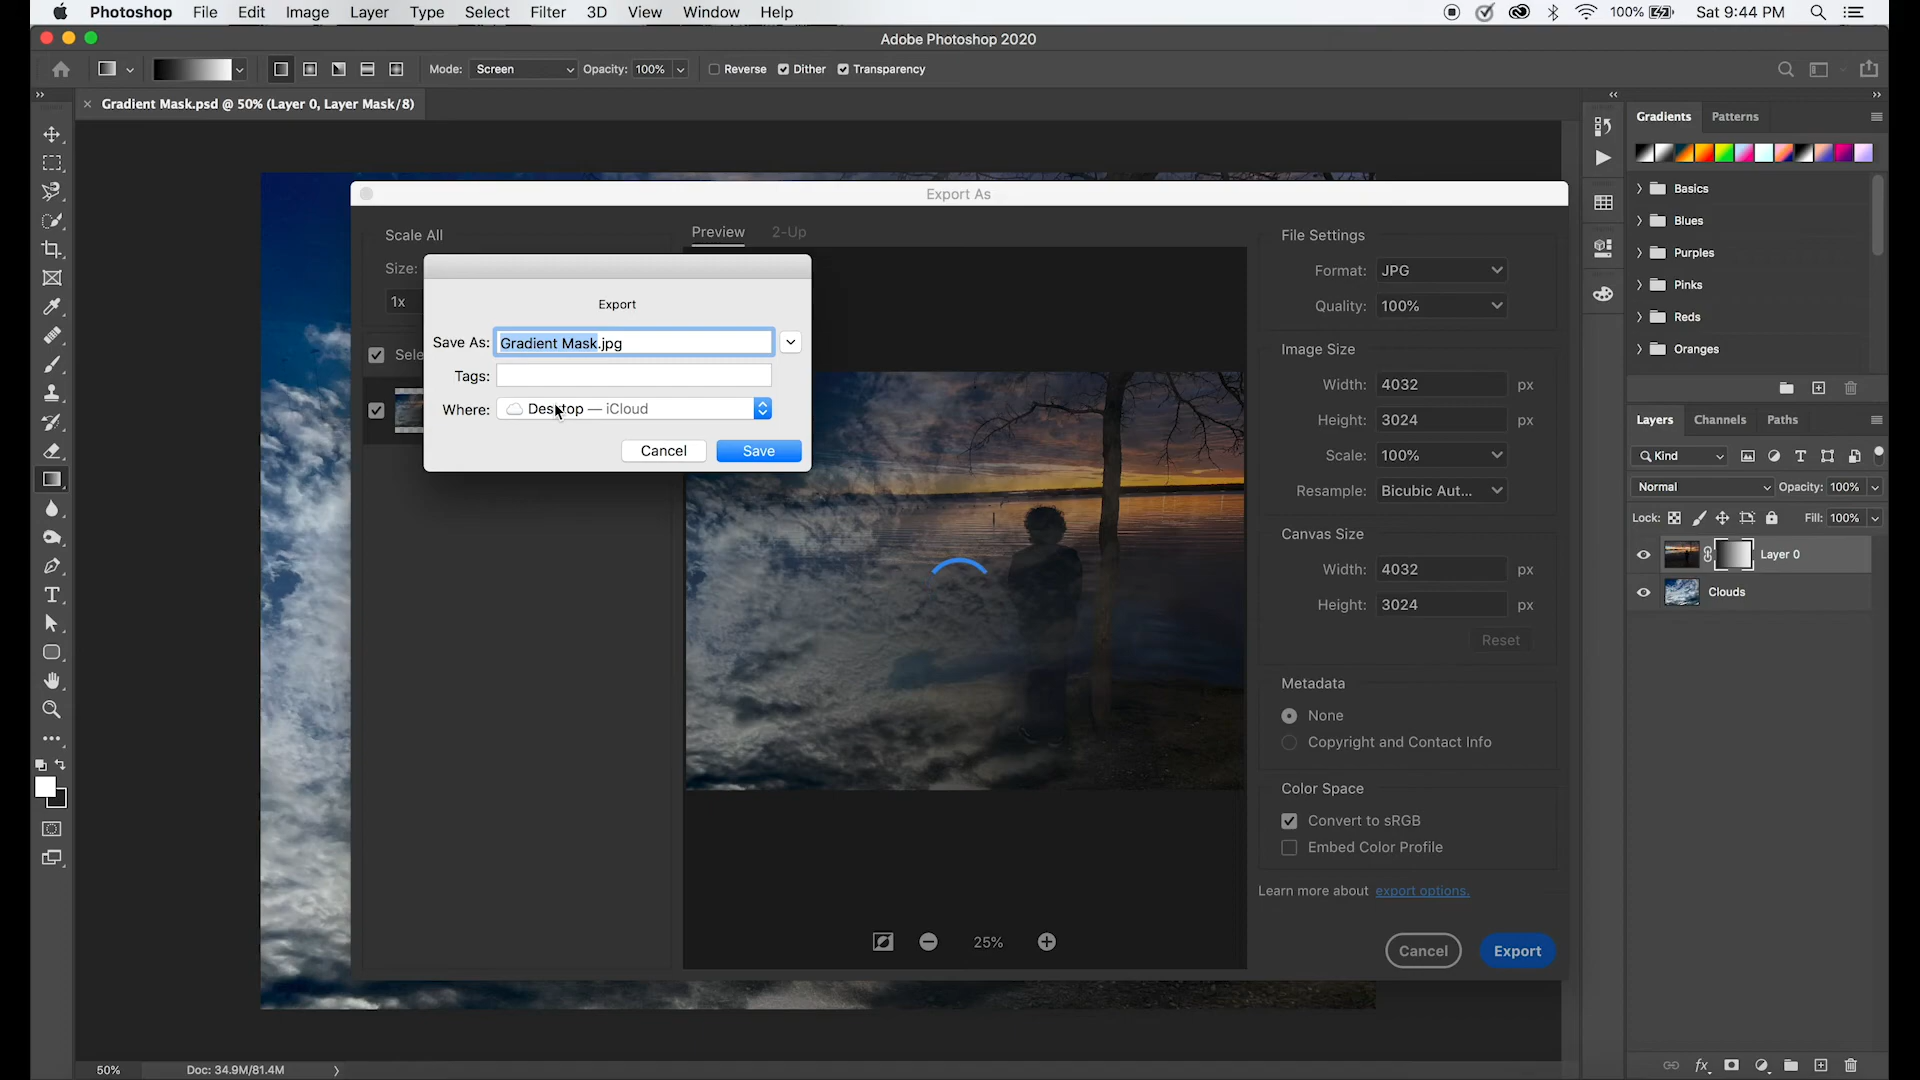 Photoshop File Edit Image Layer Type Select Filter 3D View Window Help 100% Sat 9:44 PM
Adobe Photoshop 2020
Mode: Screen Opacity: 100% Reverse Dither Transparency
Gradient Mask.psd @ 50% (Layer 0, Layer Mask/8)
Gradients Patterns
Basics
Blues
Purples
Pinks
Reds
Oranges
Export As
Scale All
Size:
1x
Sele
Preview 2-Up
Export
Save As: Gradient Mask.jpg
Tags:
Where: Desktop — iCloud
Cancel Save
25%
File Settings
Format: JPG
Quality: 100%
Image Size
Width: 4032 px
Height: 3024 px
Scale: 100%
Resample: Bicubic Aut...
Canvas Size
Width: 4032 px
Height: 3024 px
Reset
Metadata
None
Copyright and Contact Info
Color Space
Convert to sRGB
Embed Color Profile
Learn more about export options.
Cancel Export
Layers Channels Paths
Kind
Normal Opacity: 100%
Lock: Fill: 100%
Layer 0
Clouds
fx
50% Doc: 34.9M/81.4M